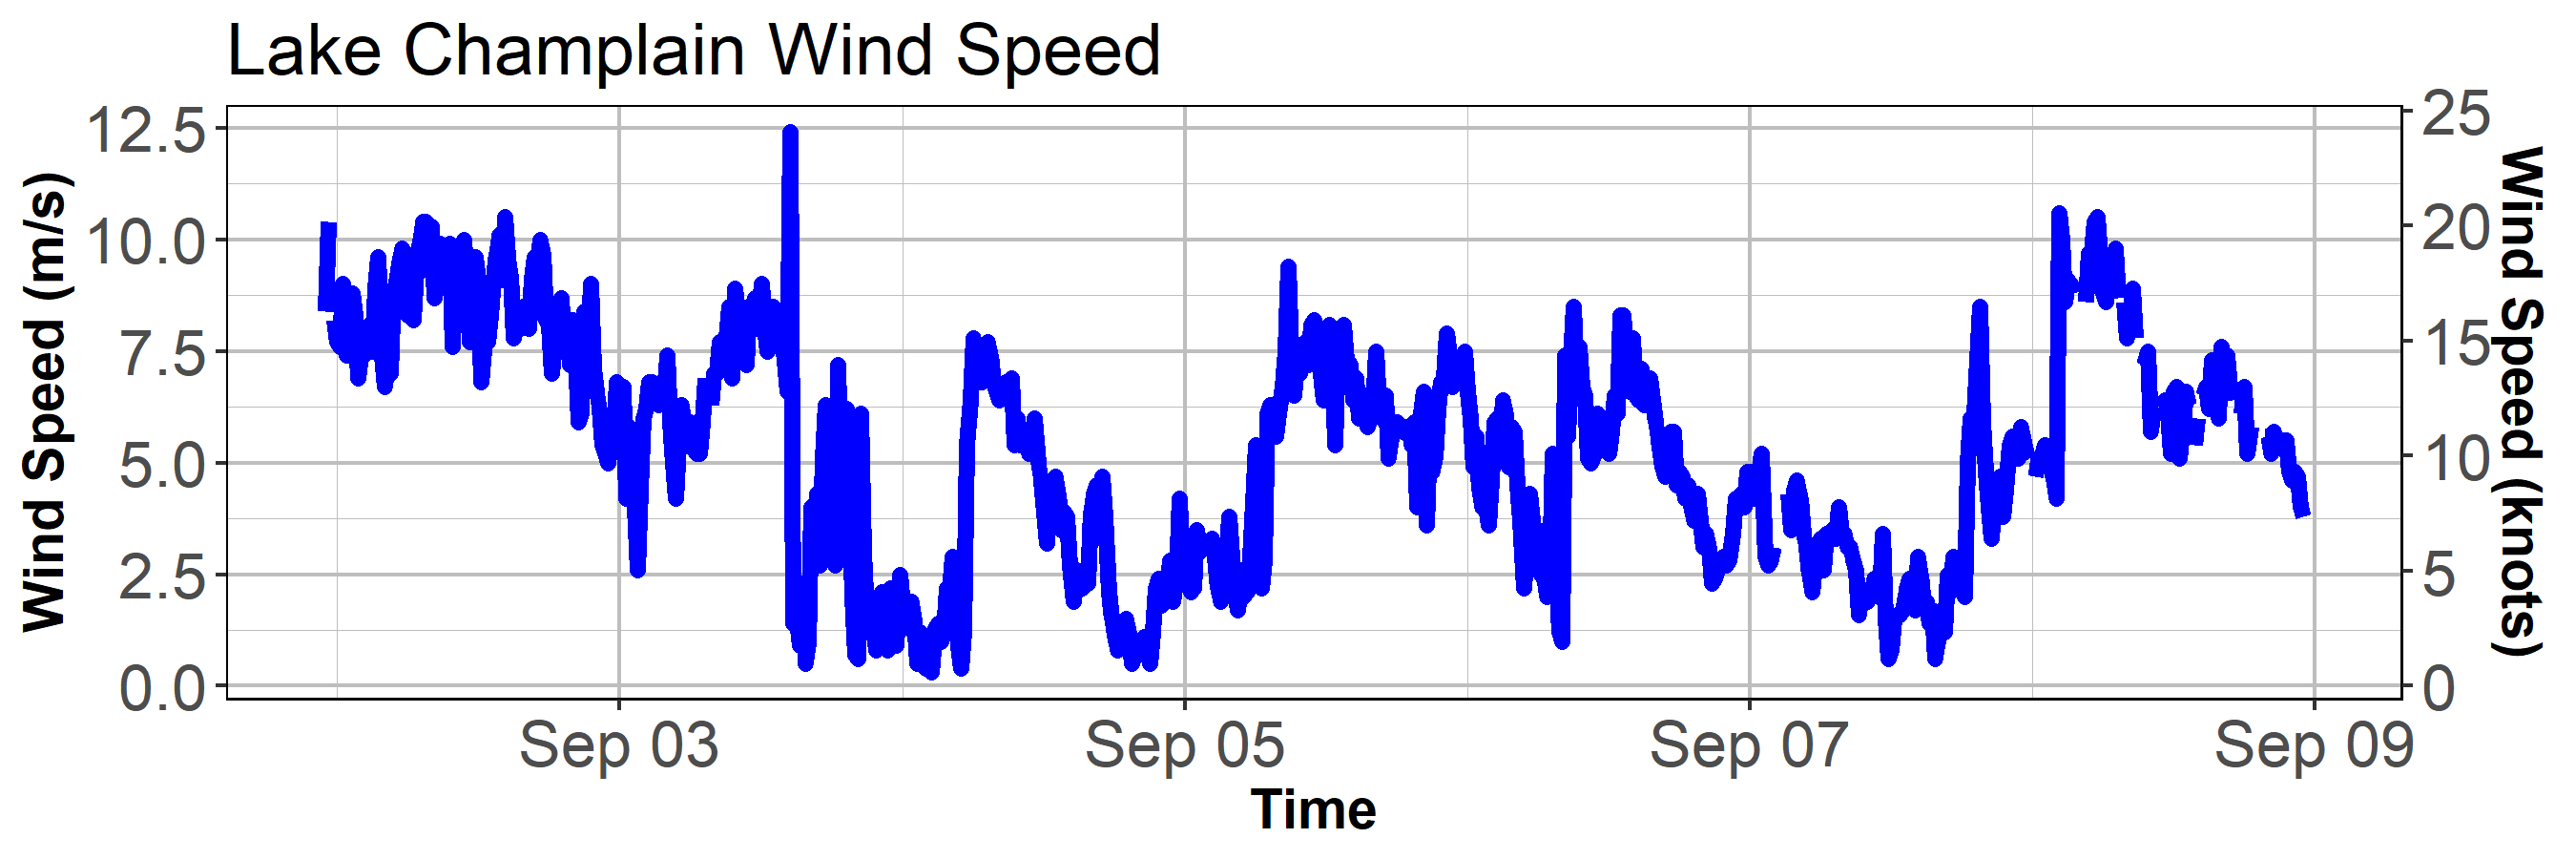 Lake Champlain Wind Speed
Wind Speed (m/s)
12.5
10.0
7.5
5.0
2.5
0.0
25
20
15
10
5
0
Wind Speed (knots)
Sep 03 Sep 05 Sep 07 Sep 09
Time